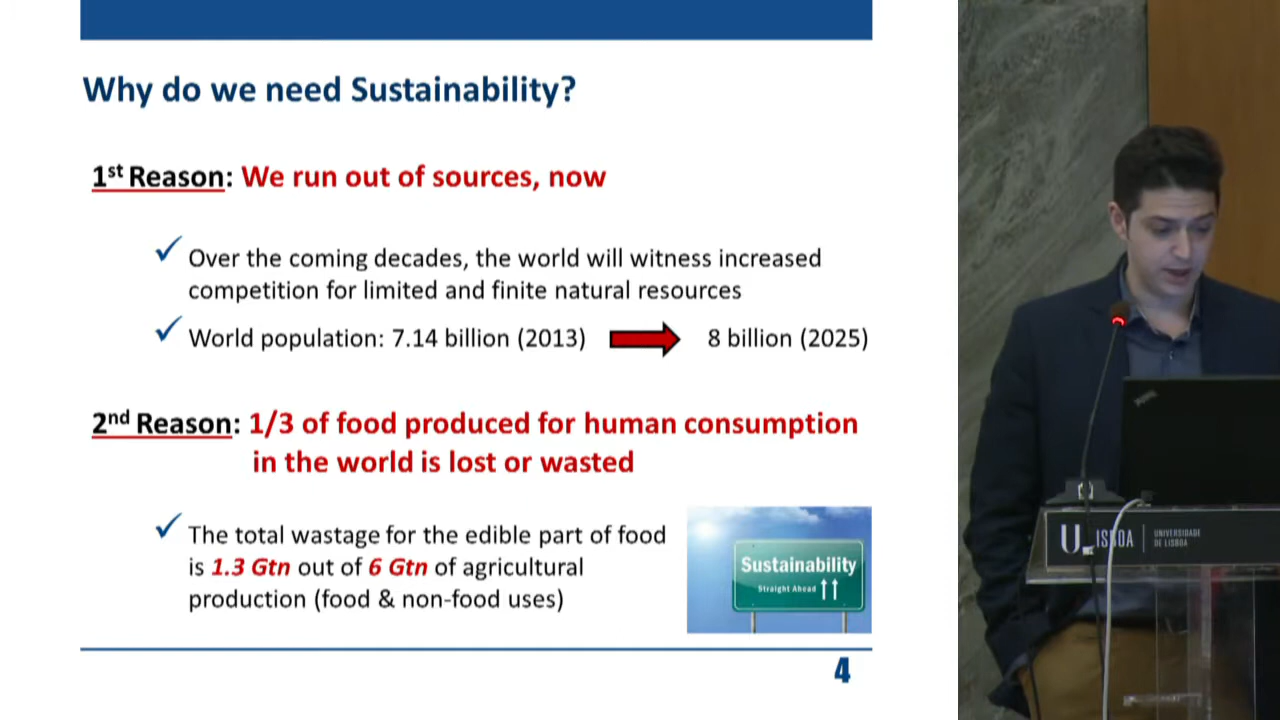 Why do we need Sustainability?
1st Reason: We run out of sources, now
✓ Over the coming decades, the world will witness increased
competition for limited and finite natural resources
✓ World population: 7.14 billion (2013) 8 billion (2025)
2nd Reason: 1/3 of food produced for human consumption
in the world is lost or wasted
✓ The total wastage for the edible part of food
is 1.3 Gtn out of 6 Gtn of agricultural
production (food & non-food uses)
Sustainability
Straight Ahead
4
U LISBOA
UNIVERSIDADE
DE LISBOA